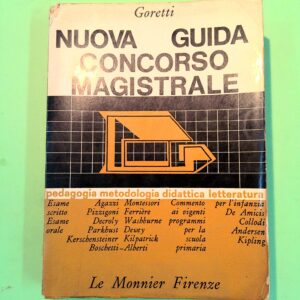 Goretti
NUOVA GUIDA
CONCORSO
MAGISTRALE
pedagogia metodologia didattica letteratura
Esame Agazzi Montessori Commento per l'infanzia
scritto Pizzigoni Ferrière ai vigenti De Amicis
Esame Decroly Washburne programmi Collodi
orale Parkhust Dewey per la Andersen
Kerschensteiner Kilpatrick scuola Kipling
Boschetti-Alberti primaria
Le Monnier Firenze